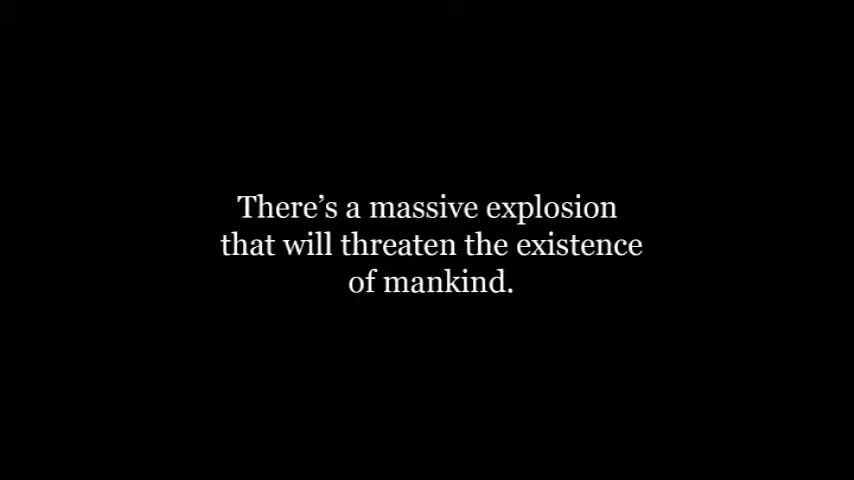 There’s a massive explosion
that will threaten the existence
of mankind.